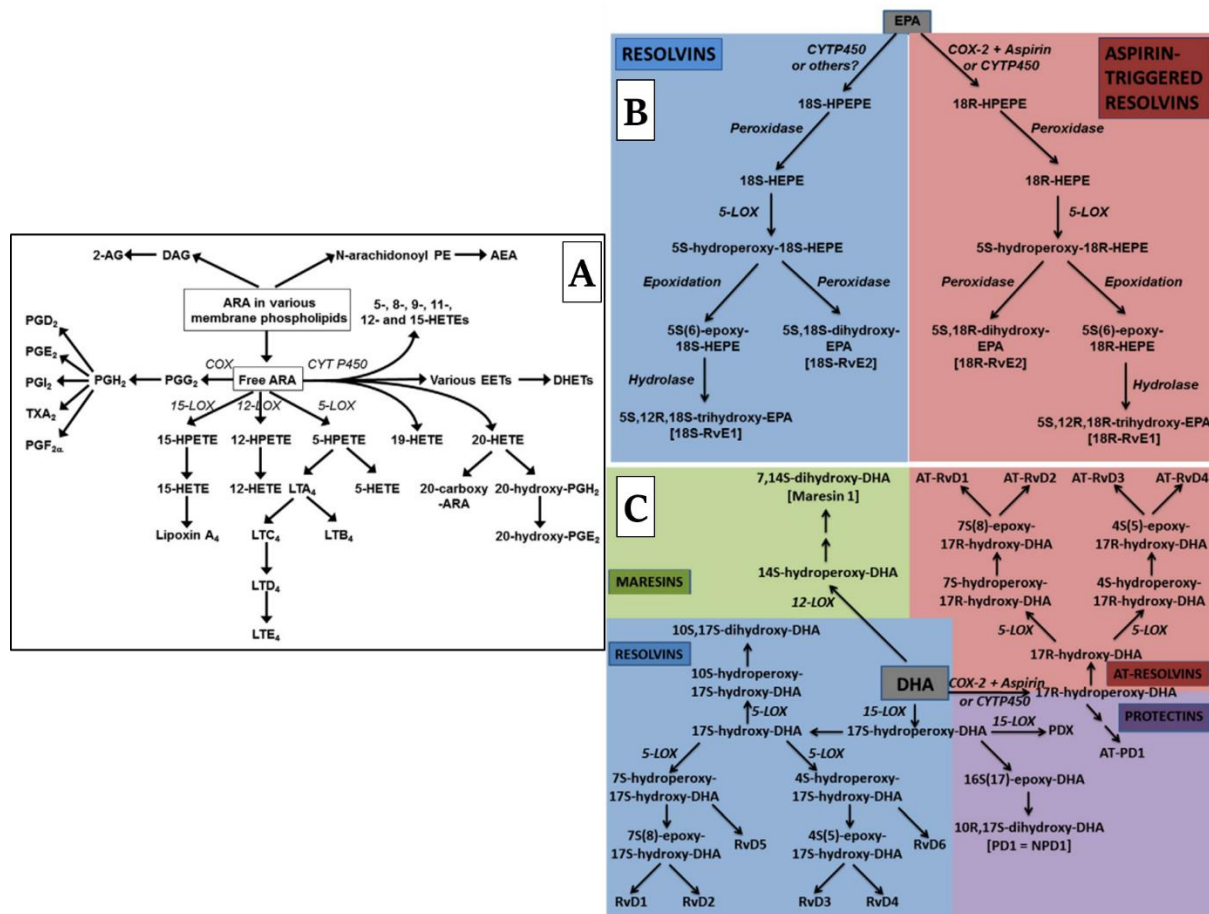 A
2-AG
DAG
N-arachidonoyl PE
AEA
ARA in various
membrane phospholipids
5-, 8-, 9-, 11-,
12- and 15-HETEs
PGD2
PGE2
PGI2
TXA2
PGF2α.
PGH2
PGG2
COX
Free ARA
CYT P450
Various EETs
DHETs
15-LOX
12-LOX
5-LOX
15-HPETE
12-HPETE
5-HPETE
19-HETE
20-HETE
15-HETE
12-HETE
LTA4
5-HETE
20-carboxy
-ARA
20-hydroxy-PGH2
Lipoxin A4
LTC4
LTB4
20-hydroxy-PGE2
LTD4
LTE4
B
EPA
RESOLVINS
CYTP450
or others?
COX-2 + Aspirin
or CYTP450
ASPIRIN-
TRIGGERED
RESOLVINS
18S-HPEPE
18R-HPEPE
Peroxidase
Peroxidase
18S-HEPE
18R-HEPE
5-LOX
5-LOX
5S-hydroperoxy-18S-HEPE
5S-hydroperoxy-18R-HEPE
Epoxidation
Peroxidase
Peroxidase
Epoxidation
5S(6)-epoxy-
18S-HEPE
5S,18S-dihydroxy-
EPA
[18S-RvE2]
5S,18R-dihydroxy-
EPA
[18R-RvE2]
5S(6)-epoxy-
18R-HEPE
Hydrolase
Hydrolase
5S,12R,18S-trihydroxy-EPA
[18S-RvE1]
5S,12R,18R-trihydroxy-EPA
[18R-RvE1]
C
7,14S-dihydroxy-DHA
[Maresin 1]
14S-hydroperoxy-DHA
MARESINS
12-LOX
AT-RvD1
AT-RvD2
AT-RvD3
AT-RvD4
7S(8)-epoxy-
17R-hydroxy-DHA
4S(5)-epoxy-
17R-hydroxy-DHA
7S-hydroperoxy-
17R-hydroxy-DHA
4S-hydroperoxy-
17R-hydroxy-DHA
5-LOX
5-LOX
17R-hydroxy-DHA
AT-RESOLVINS
10S,17S-dihydroxy-DHA
RESOLVINS
10S-hydroperoxy-
17S-hydroxy-DHA
DHA
COX-2 + Aspirin
or CYTP450
17R-hydroperoxy-DHA
PROTECTINS
5-LOX
15-LOX
17S-hydroxy-DHA
17S-hydroperoxy-DHA
15-LOX
PDX
AT-PD1
5-LOX
5-LOX
7S-hydroperoxy-
17S-hydroxy-DHA
4S-hydroperoxy-
17S-hydroxy-DHA
16S(17)-epoxy-DHA
7S(8)-epoxy-
17S-hydroxy-DHA
RvD5
4S(5)-epoxy-
17S-hydroxy-DHA
RvD6
10R,17S-dihydroxy-DHA
[PD1 = NPD1]
RvD1
RvD2
RvD3
RvD4